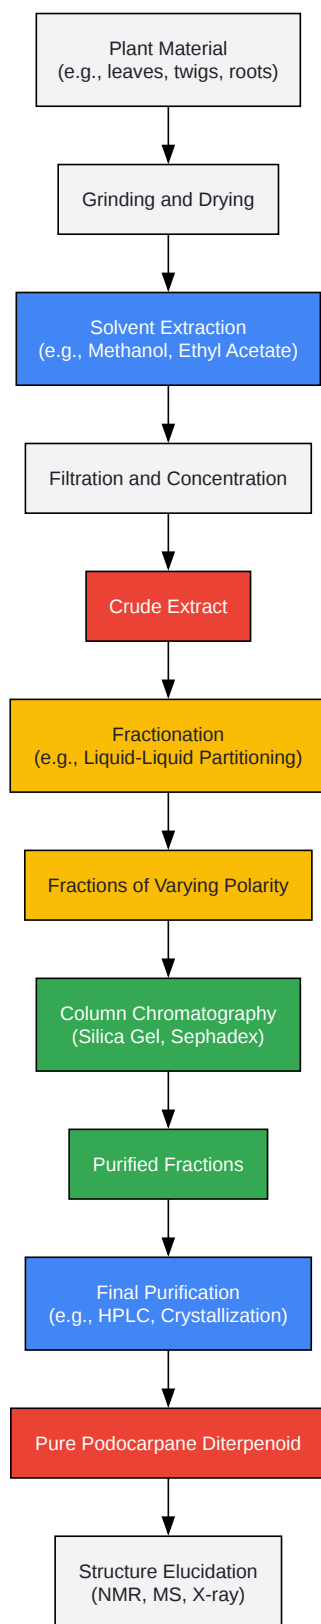 Plant Material
(e.g., leaves, twigs, roots)
Grinding and Drying
Solvent Extraction
(e.g., Methanol, Ethyl Acetate)
Filtration and Concentration
Crude Extract
Fractionation
(e.g., Liquid-Liquid Partitioning)
Fractions of Varying Polarity
Column Chromatography
(Silica Gel, Sephadex)
Purified Fractions
Final Purification
(e.g., HPLC, Crystallization)
Pure Podocarpane Diterpenoid
Structure Elucidation
(NMR, MS, X-ray)